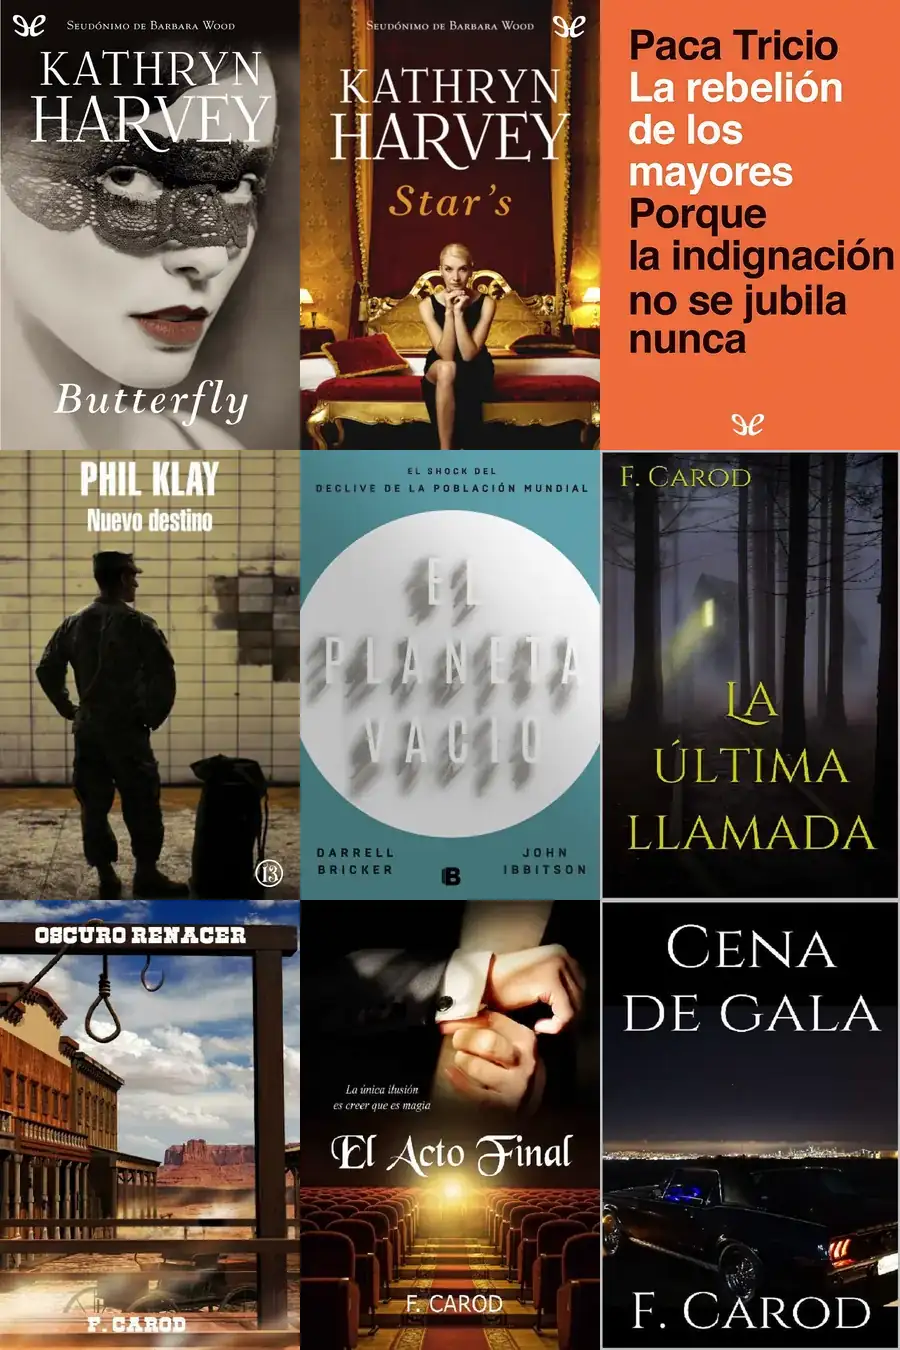 Seudónimo de Barbara Wood
KATHRYN
HARVEY
Butterfly
Seudónimo de Barbara Wood
KATHRYN
HARVEY
Star's
Paca Tricio
La rebelión
de los
mayores
Porque
la indignación
no se jubila
nunca
PHIL KLAY
Nuevo destino
13
EL SHOCK DEL
DECLIVE DE LA POBLACIÓN MUNDIAL
EL
PLANETA
VACÍO
DARRELL
BRICKER
B
JOHN
IBBITSON
F. CAROD
LA
ÚLTIMA
LLAMADA
OSCURO RENACER
F. CAROD
La única ilusión
es creer que es magia
El Acto Final
F. CAROD
CENA
DE GALA
F. CAROD